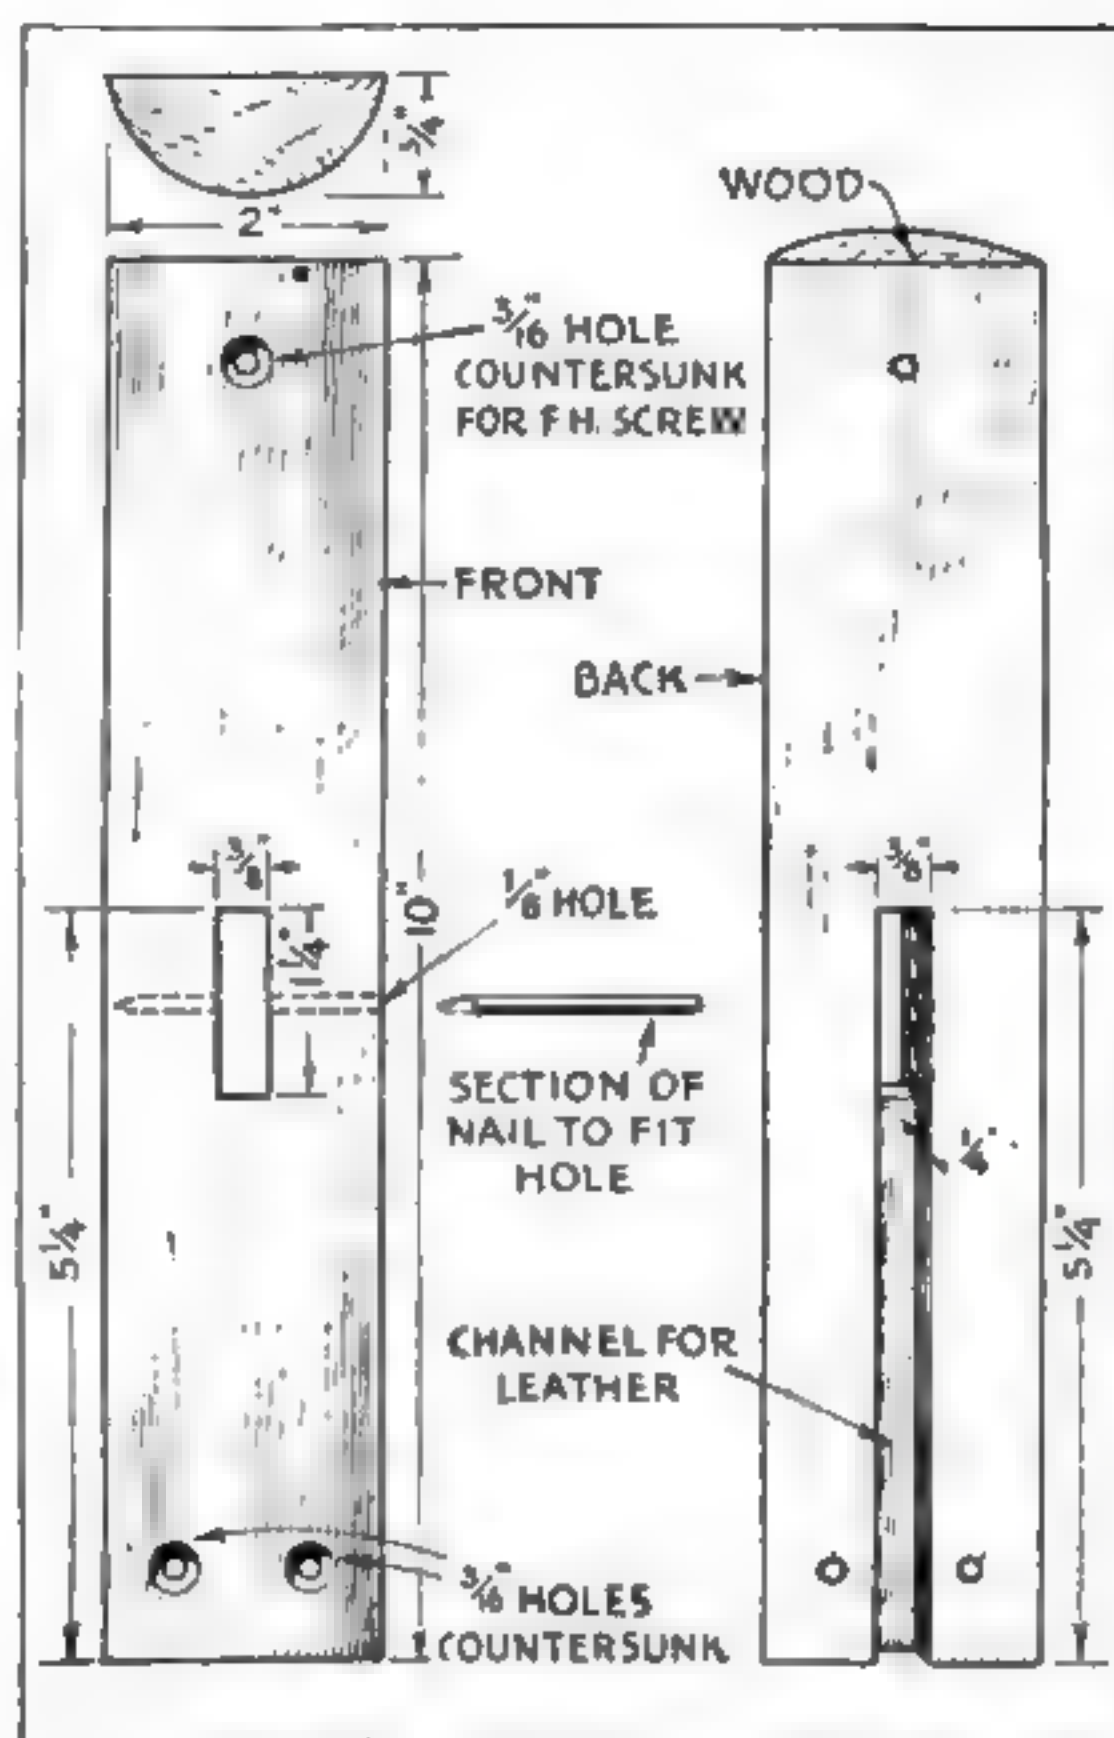 3/4"
2"
3/16" HOLE
COUNTERSUNK
FOR F.H. SCREW
WOOD
FRONT
BACK
3/8"
1 1/4"
10"
1/8" HOLE
SECTION OF
NAIL TO FIT
HOLE
5 1/4"
3/8"
5 1/4"
CHANNEL FOR
LEATHER
3/16" HOLES
COUNTERSUNK